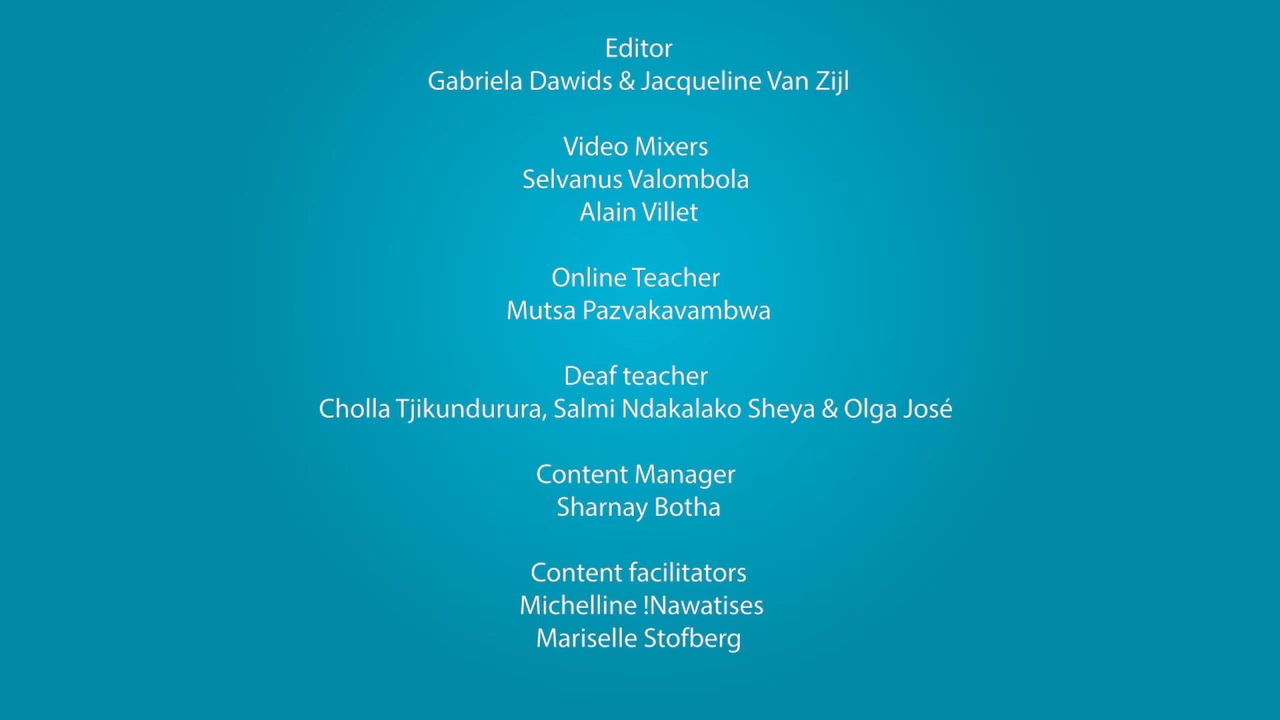 Editor
Gabriela Dawids & Jacqueline Van Zijl
Video Mixers
Selvanus Valombola
Alain Villet
Online Teacher
Mutsa Pazvakavambwa
Deaf teacher
Cholla Tjikundurura, Salmi Ndakalako Sheya & Olga José
Content Manager
Sharnay Botha
Content facilitators
Michelline !Nawatises
Mariselle Stofberg